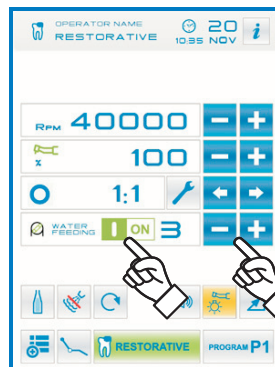 OPERATOR NAME
RESTORATIVE
10:35
20
NOV
i
RPM 40000
% 100
1:1
WATER
FEEDING
I ON 3
RESTORATIVE
PROGRAM P1